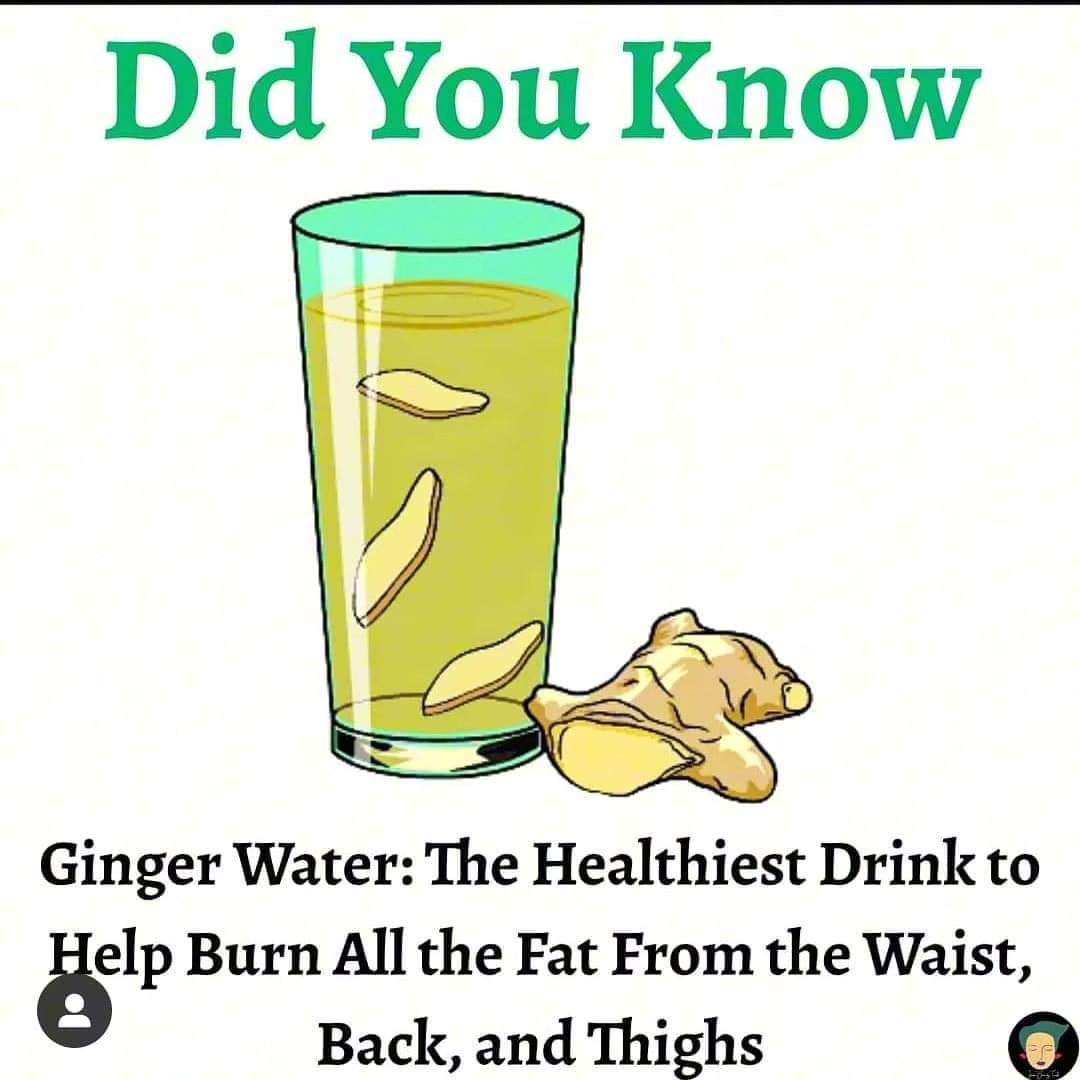 Did You Know
Ginger Water: The Healthiest Drink to
Help Burn All the Fat From the Waist,
Back, and Thighs